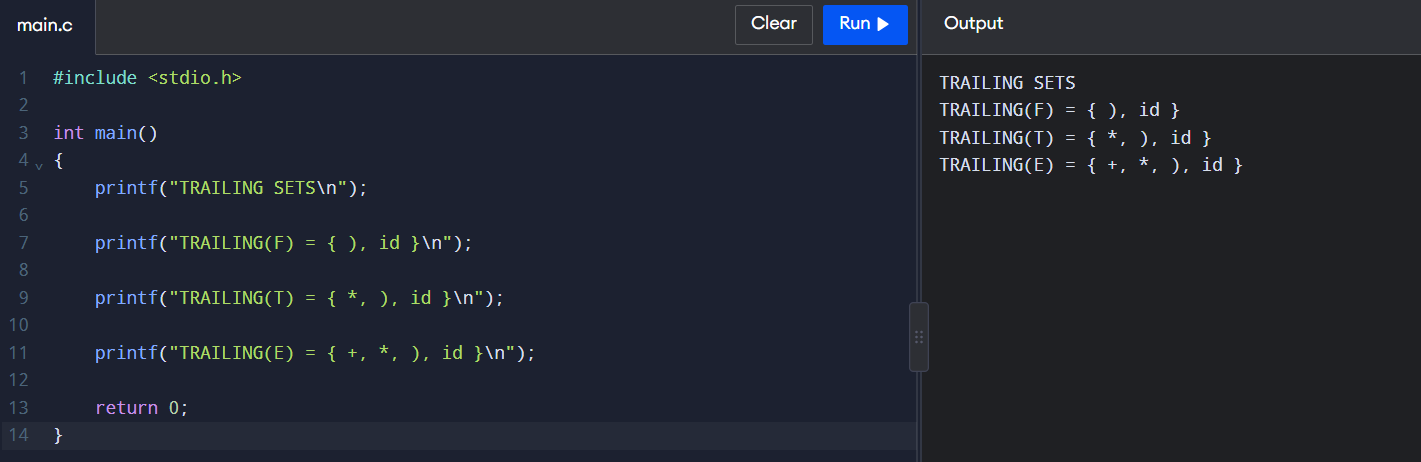 main.c
Clear
Run
Output
1 #include <stdio.h>
2
3 int main()
4 {
5 printf("TRAILING SETS\n");
6
7 printf("TRAILING(F) = { ), id }\n");
8
9 printf("TRAILING(T) = { *, ), id }\n");
10
11 printf("TRAILING(E) = { +, *, ), id }\n");
12
13 return 0;
14 }
TRAILING SETS
TRAILING(F) = { ), id }
TRAILING(T) = { *, ), id }
TRAILING(E) = { +, *, ), id }